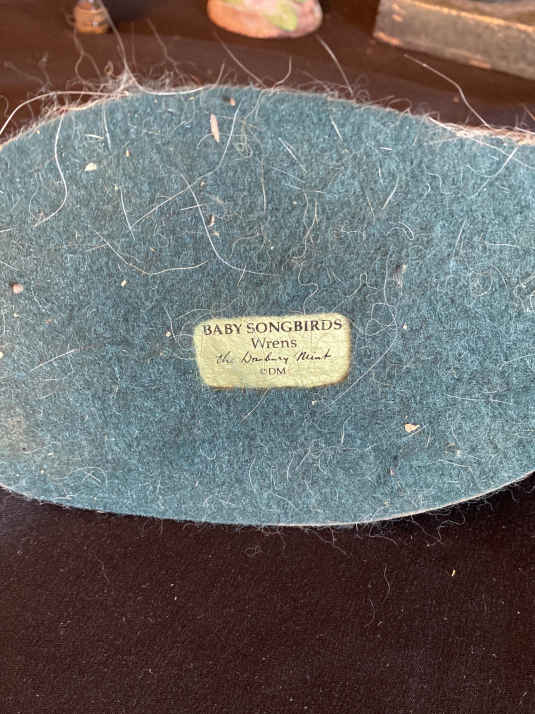 BABY SONGBIRDS
Wrens
the Danbury Mint
©DM